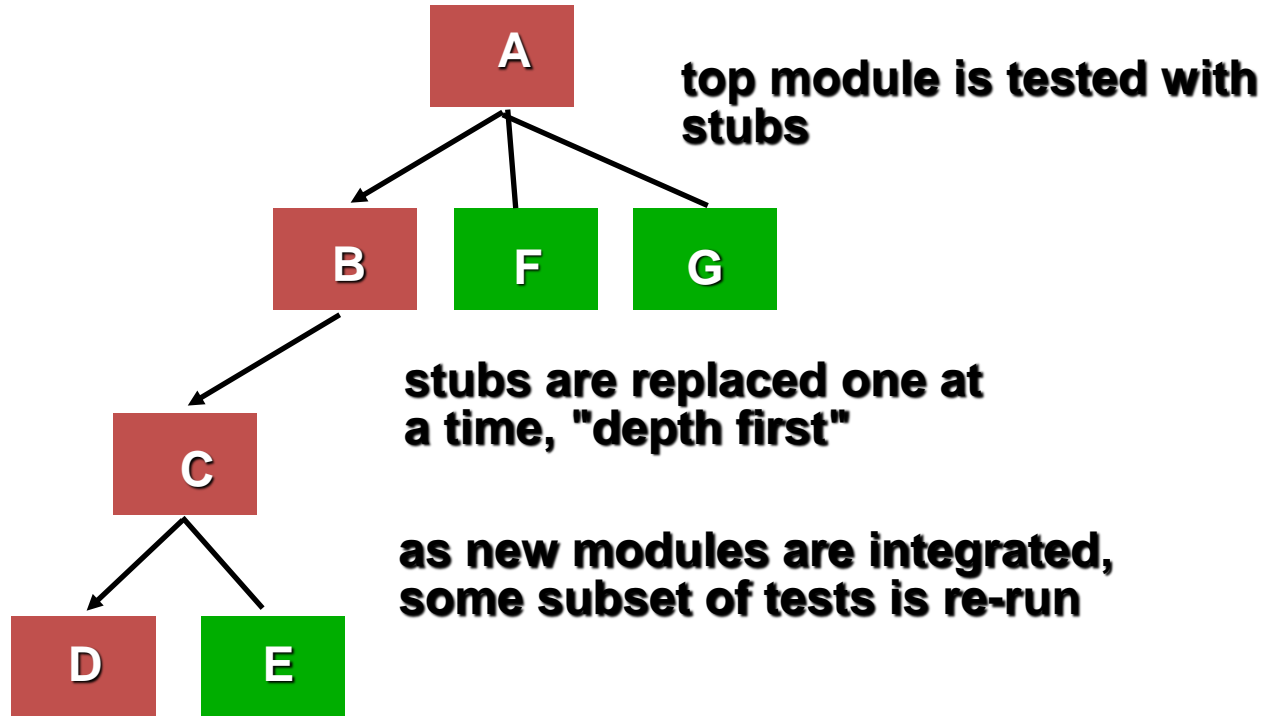 A
top module is tested with
stubs
B
F
G
stubs are replaced one at
a time, "depth first"
C
as new modules are integrated,
some subset of tests is re-run
D
E